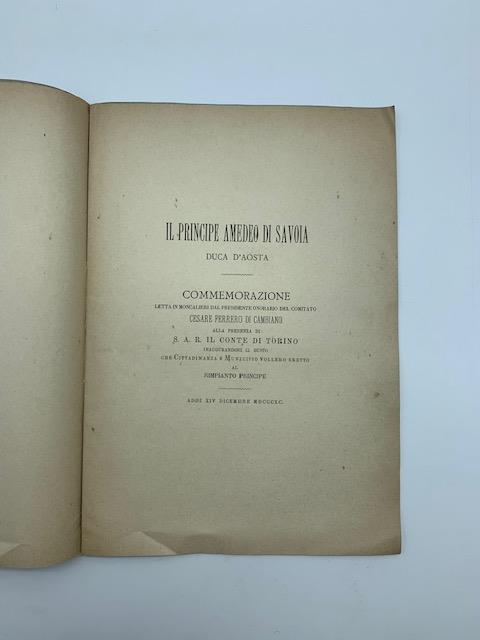 IL PRINCIPE AMEDEO DI SAVOIA
DUCA D'AOSTA
COMMEMORAZIONE
LETTA IN MONCALIERI DAL PRESIDENTE ONORARIO DEL COMITATO
CESARE FERRERO DI CAMBIANO
ALLA PRESENZA DI
S. A. R. IL CONTE DI TORINO
INAUGURANDOSI IL BUSTO
CHE CITTADINANZA E MUNICIPIO VOLLERO ERETTO
AL
RIMPIANTO PRINCIPE
ADDI XIV DICEMBRE MDCCCXC.